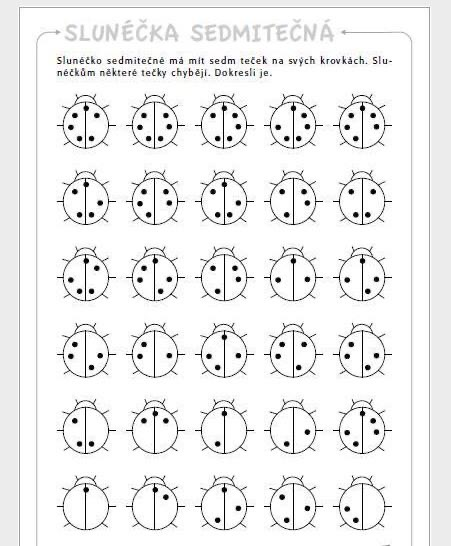 SLUNÉČKA SEDMITEČNÁ
Slunéčko sedmitečné má mít sedm teček na svých krovkách. Slu-
néčkům některé tečky chybějí. Dokresli je.